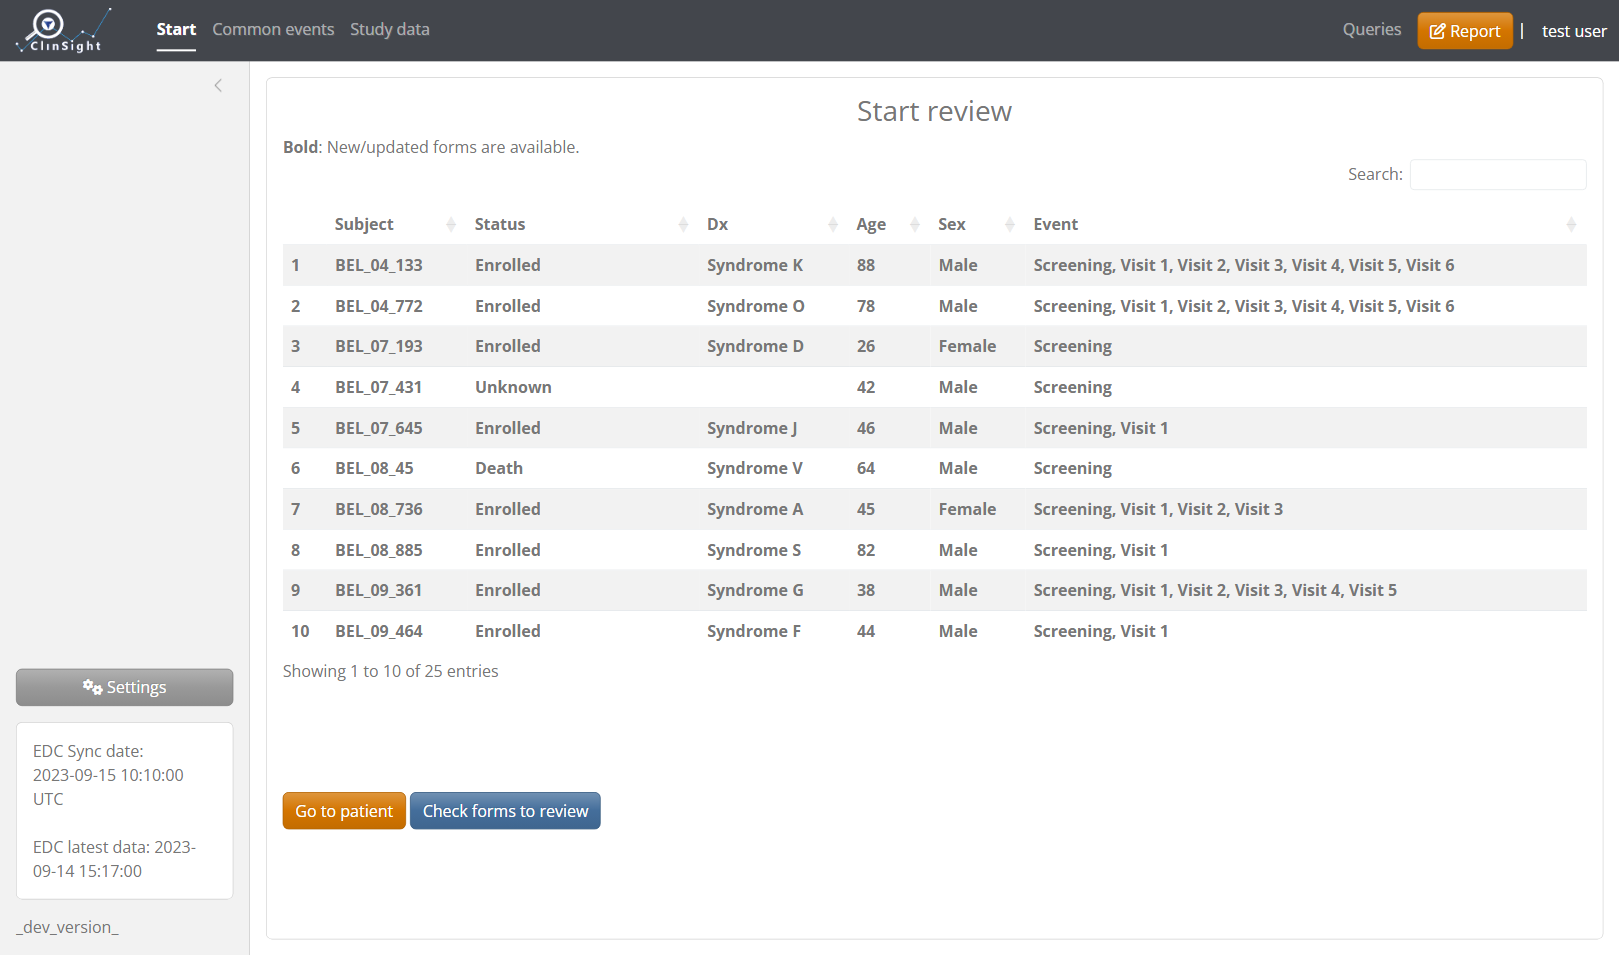 ClinSight
Start Common events Study data Queries Report | test user
Start review
Bold: New/updated forms are available.
Search:
Subject Status Dx Age Sex Event
1 BEL_04_133 Enrolled Syndrome K 88 Male Screening, Visit 1, Visit 2, Visit 3, Visit 4, Visit 5, Visit 6
2 BEL_04_772 Enrolled Syndrome O 78 Male Screening, Visit 1, Visit 2, Visit 3, Visit 4, Visit 5, Visit 6
3 BEL_07_193 Enrolled Syndrome D 26 Female Screening
4 BEL_07_431 Unknown 42 Male Screening
5 BEL_07_645 Enrolled Syndrome J 46 Male Screening, Visit 1
6 BEL_08_45 Death Syndrome V 64 Male Screening
7 BEL_08_736 Enrolled Syndrome A 45 Female Screening, Visit 1, Visit 2, Visit 3
8 BEL_08_885 Enrolled Syndrome S 82 Male Screening, Visit 1
9 BEL_09_361 Enrolled Syndrome G 38 Male Screening, Visit 1, Visit 2, Visit 3, Visit 4, Visit 5
10 BEL_09_464 Enrolled Syndrome F 44 Male Screening, Visit 1
Showing 1 to 10 of 25 entries
Go to patient Check forms to review
Settings
EDC Sync date:
2023-09-15 10:10:00
UTC
EDC latest data: 2023-
09-14 15:17:00
_dev_version_